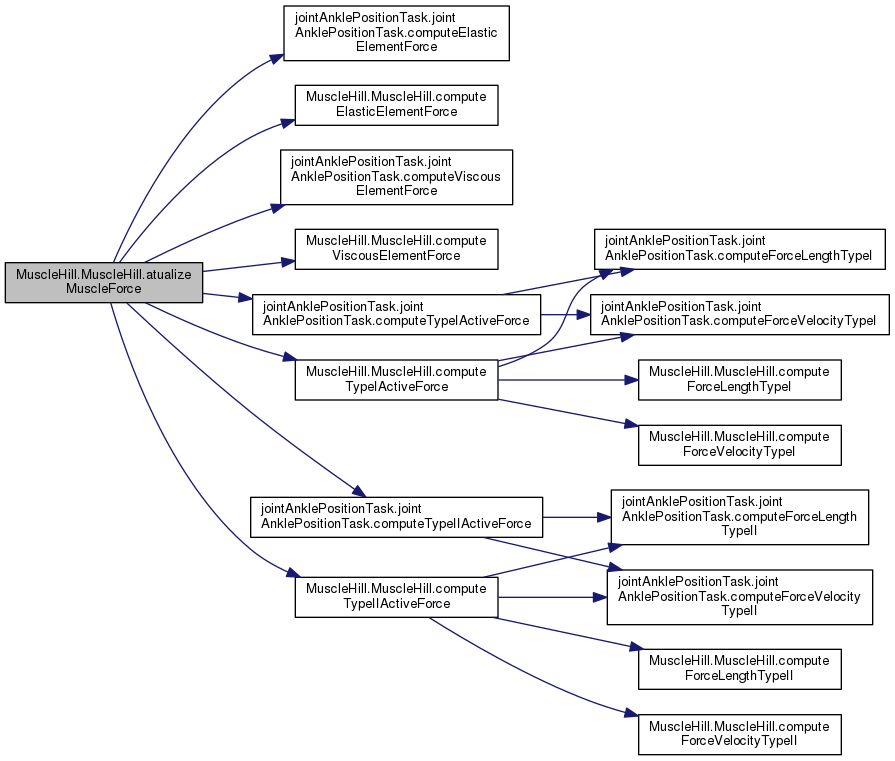 jointAnklePositionTask.joint
AnklePositionTask.computeElastic
ElementForce
MuscleHill.MuscleHill.compute
ElasticElementForce
jointAnklePositionTask.joint
AnklePositionTask.computeViscous
ElementForce
MuscleHill.MuscleHill.compute
ViscousElementForce
MuscleHill.MuscleHill.atualize
MuscleForce
jointAnklePositionTask.joint
AnklePositionTask.computeTypeIActiveForce
MuscleHill.MuscleHill.compute
TypeIActiveForce
jointAnklePositionTask.joint
AnklePositionTask.computeTypeIIActiveForce
MuscleHill.MuscleHill.compute
TypeIIActiveForce
jointAnklePositionTask.joint
AnklePositionTask.computeForceLengthTypeI
jointAnklePositionTask.joint
AnklePositionTask.computeForceVelocityTypeI
MuscleHill.MuscleHill.compute
ForceLengthTypeI
MuscleHill.MuscleHill.compute
ForceVelocityTypeI
jointAnklePositionTask.joint
AnklePositionTask.computeForceLength
TypeII
jointAnklePositionTask.joint
AnklePositionTask.computeForceVelocity
TypeII
MuscleHill.MuscleHill.compute
ForceLengthTypeII
MuscleHill.MuscleHill.compute
ForceVelocityTypeII